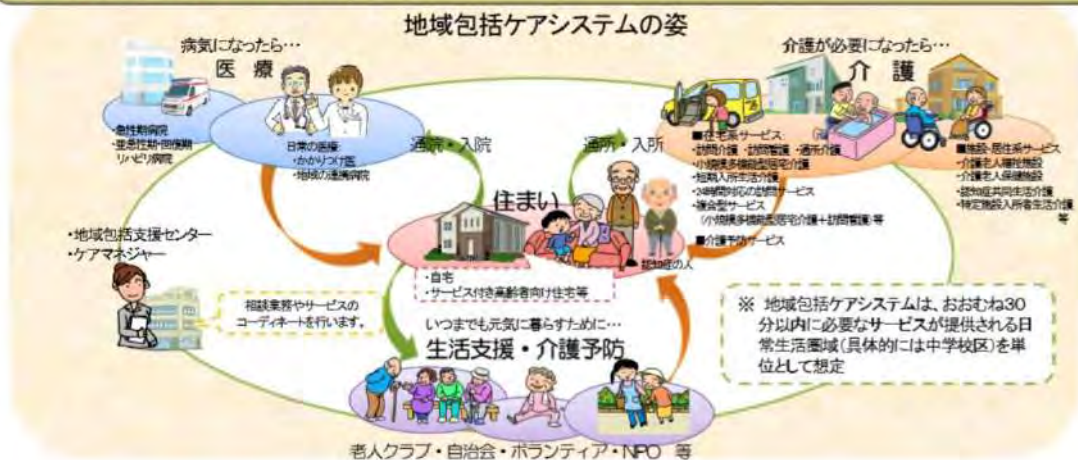 地域包括ケアシステムの姿
病気になったら…
医 療
・急性期病院
・亜急性期・回復期
リハビリ病院
日常の医療:
・かかりつけ医
・地域の連携病院
通院・入院
通所・入所
介護が必要になったら…
介 護
■在宅系サービス:
・訪問介護 ・訪問看護 ・通所介護
・小規模多機能型居宅介護
・短期入所生活介護
・24時間対応の訪問サービス
・複合型サービス
(小規模多機能型居宅介護+訪問看護)等
■介護予防サービス
■施設・居住系サービス
・介護老人福祉施設
・介護老人保健施設
・認知症共同生活介護
・特定施設入所者生活介護
等
住まい
・自宅
・サービス付き高齢者向け住宅等
認知症の人
・地域包括支援センター
・ケアマネジャー
相談業務やサービスの
コーディネートを行います。
いつまでも元気に暮らすために…
生活支援・介護予防
老人クラブ・自治会・ボランティア・NPO 等
※ 地域包括ケアシステムは、おおむね30
分以内に必要なサービスが提供される日
常生活圏域(具体的には中学校区)を単
位として想定